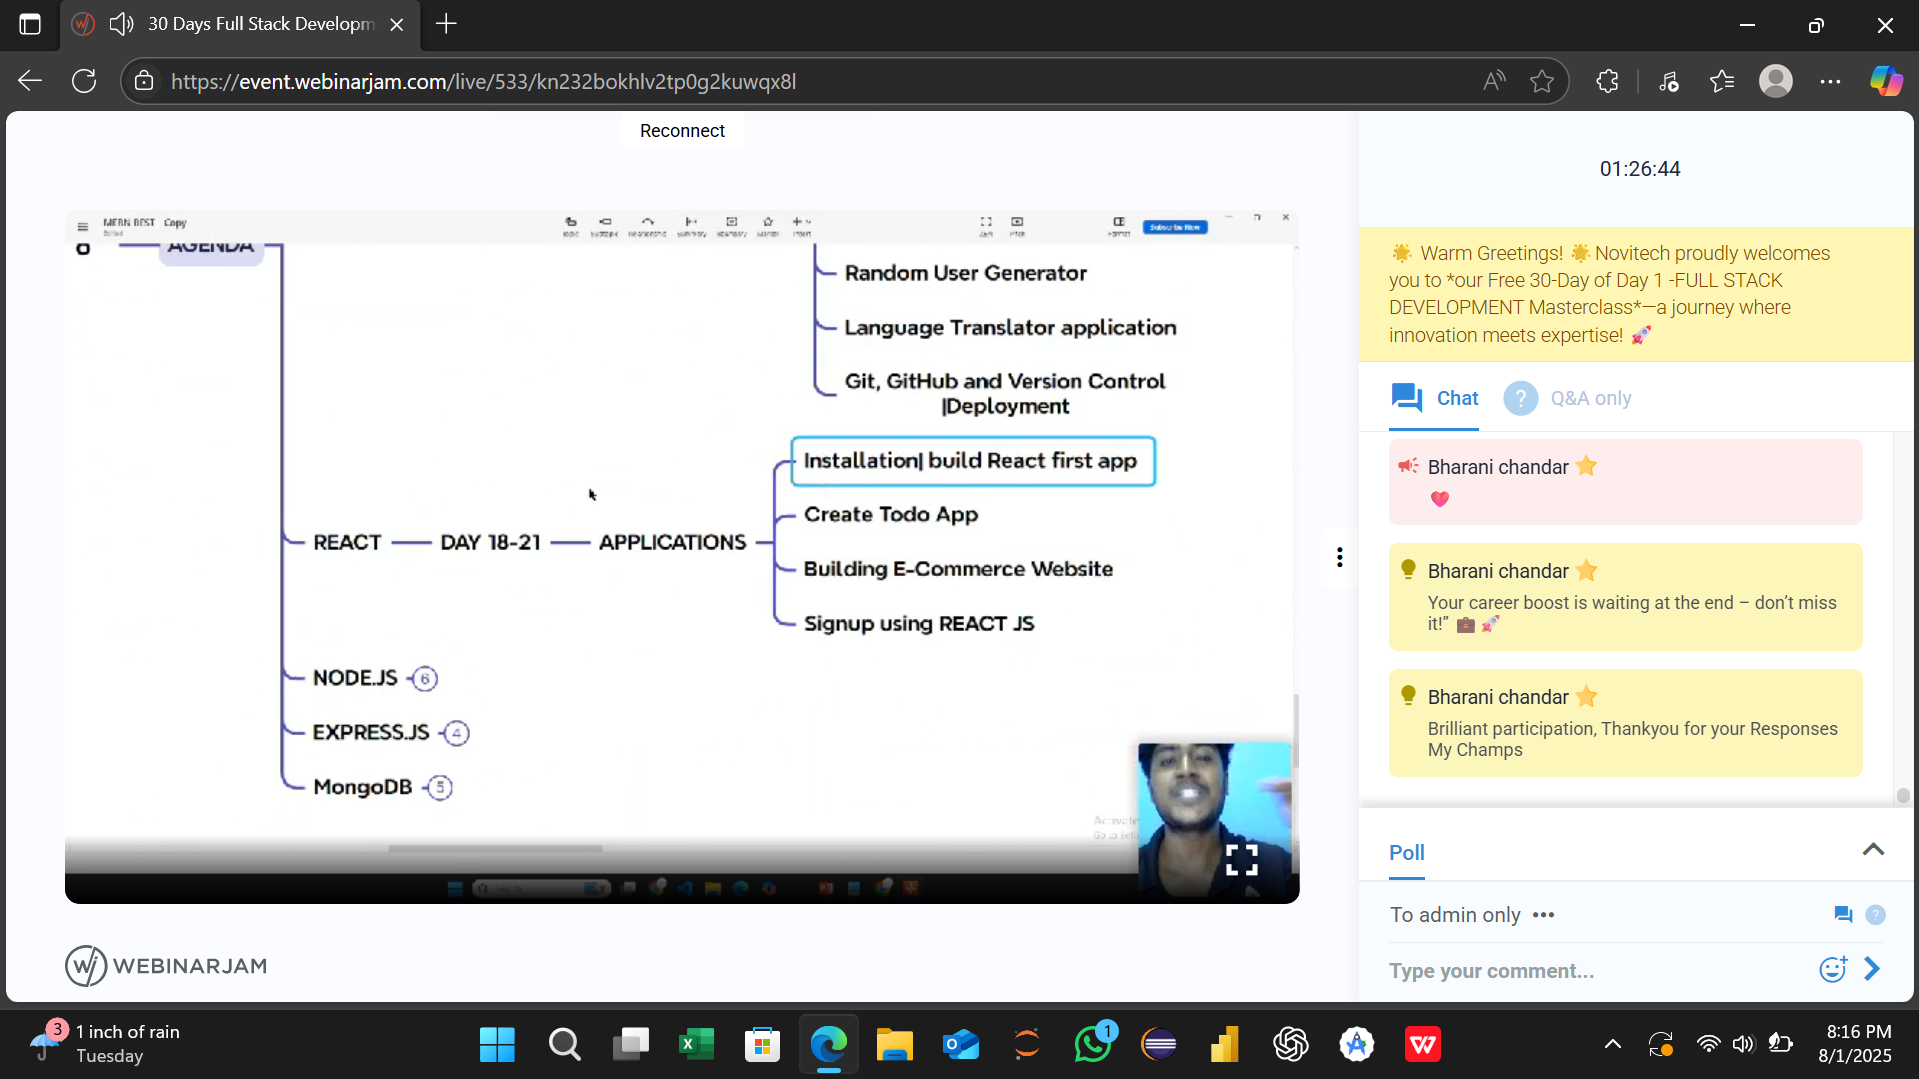 30 Days Full Stack Developm
https://event.webinarjam.com/live/533/kn232bokhlv2tp0g2kuwqx8l
Reconnect
MERN BEST Copy
Subscribe Now
AGENDA
Random User Generator
Language Translator application
Git, GitHub and Version Control
|Deployment
Installation| build React first app
Create Todo App
REACT
DAY 18-21
APPLICATIONS
Building E-Commerce Website
Signup using REACT JS
NODE.JS 6
EXPRESS.JS 4
MongoDB 5
WEBINARJAM
01:26:44
🌟 Warm Greetings! 🌟 Novitech proudly welcomes
you to *our Free 30-Day of Day 1 -FULL STACK
DEVELOPMENT Masterclass*—a journey where
innovation meets expertise! 🚀
Chat
? Q&A only
Bharani chandar ⭐
Bharani chandar ⭐
Your career boost is waiting at the end – don't miss
it!" 💼 🚀
Bharani chandar ⭐
Brilliant participation, Thankyou for your Responses
My Champs
Poll
To admin only •••
Type your comment...
3
1 inch of rain
Tuesday
1
8:16 PM
8/1/2025